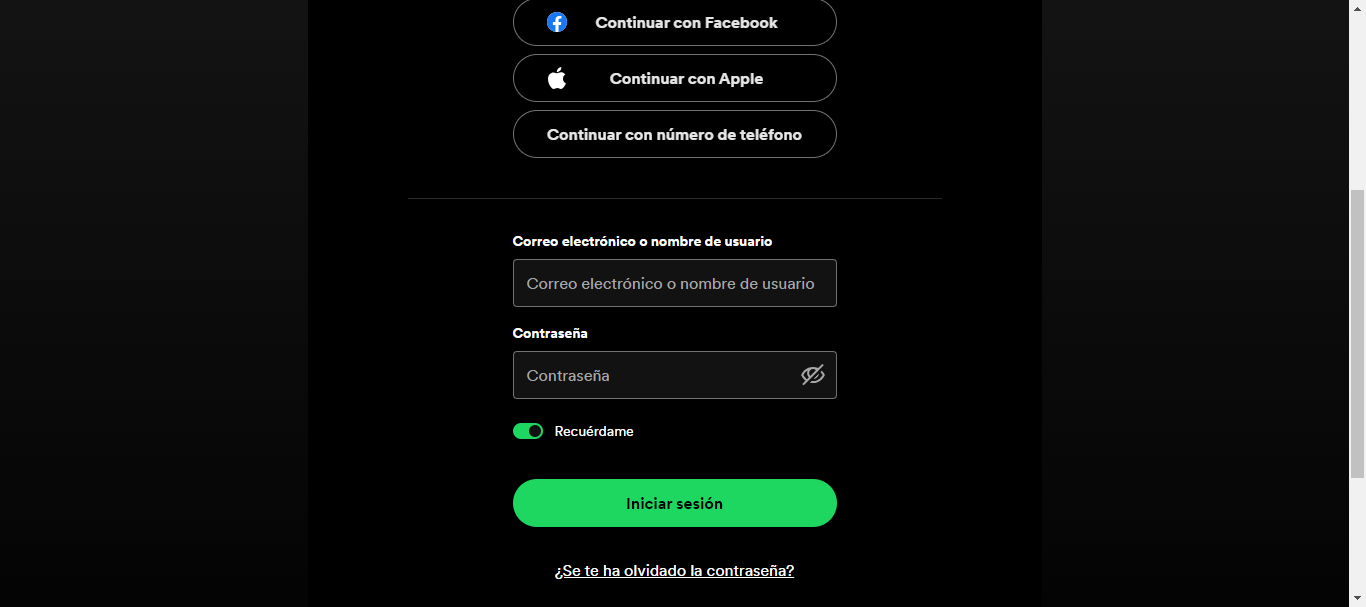 Continuar con Facebook
Continuar con Apple
Continuar con número de teléfono
Correo electrónico o nombre de usuario
Correo electrónico o nombre de usuario
Contraseña
Contraseña
Recuérdame
Iniciar sesión
¿Se te ha olvidado la contraseña?